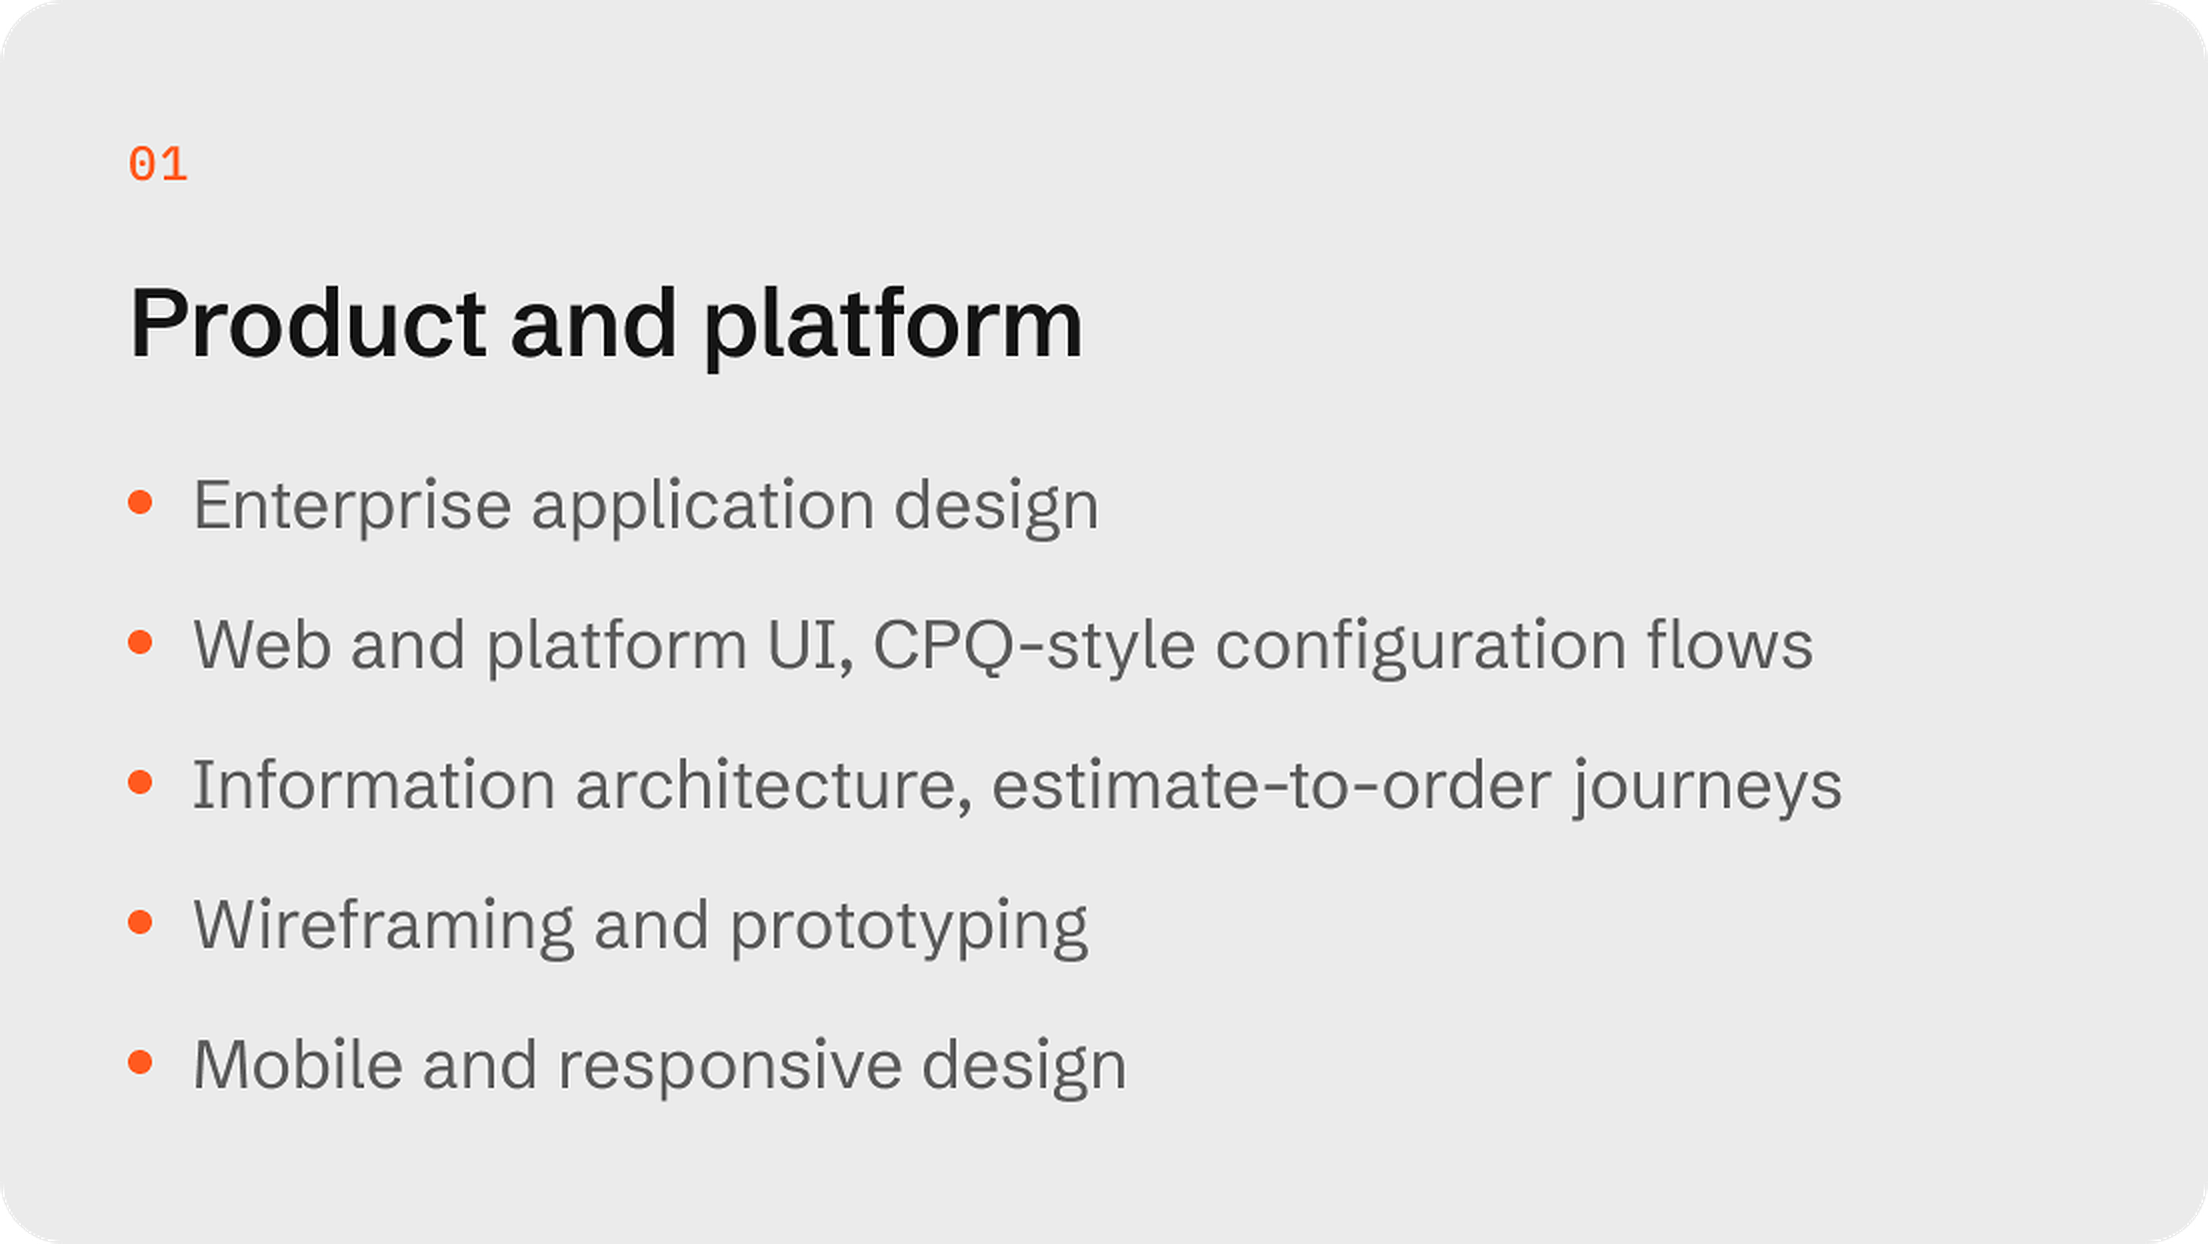 01
Product and platform
Enterprise application design
Web and platform UI, CPQ-style configuration flows
Information architecture, estimate-to-order journeys
Wireframing and prototyping
Mobile and responsive design